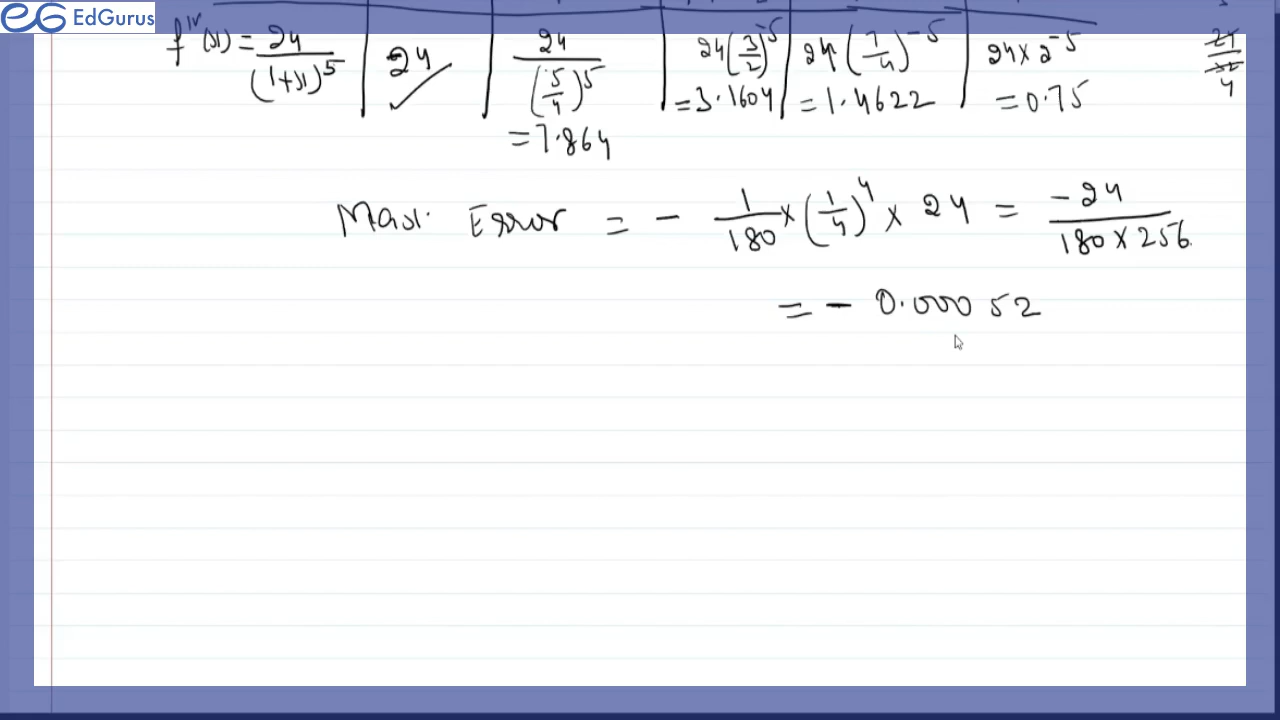 EG EdGurus
f^iv(x) = 24/(1+x)^5 | 24 ✓ | 24/(5/4)^5 | 24(3/2)^-5 | 24(7/4)^-5 | 24×2^-5
= 7.864 | = 3.1604 | = 1.4622 | = 0.75
Max. Error = - 1/180 × (1/4)^4 × 24 = -24/(180 × 256)
= - 0.00052